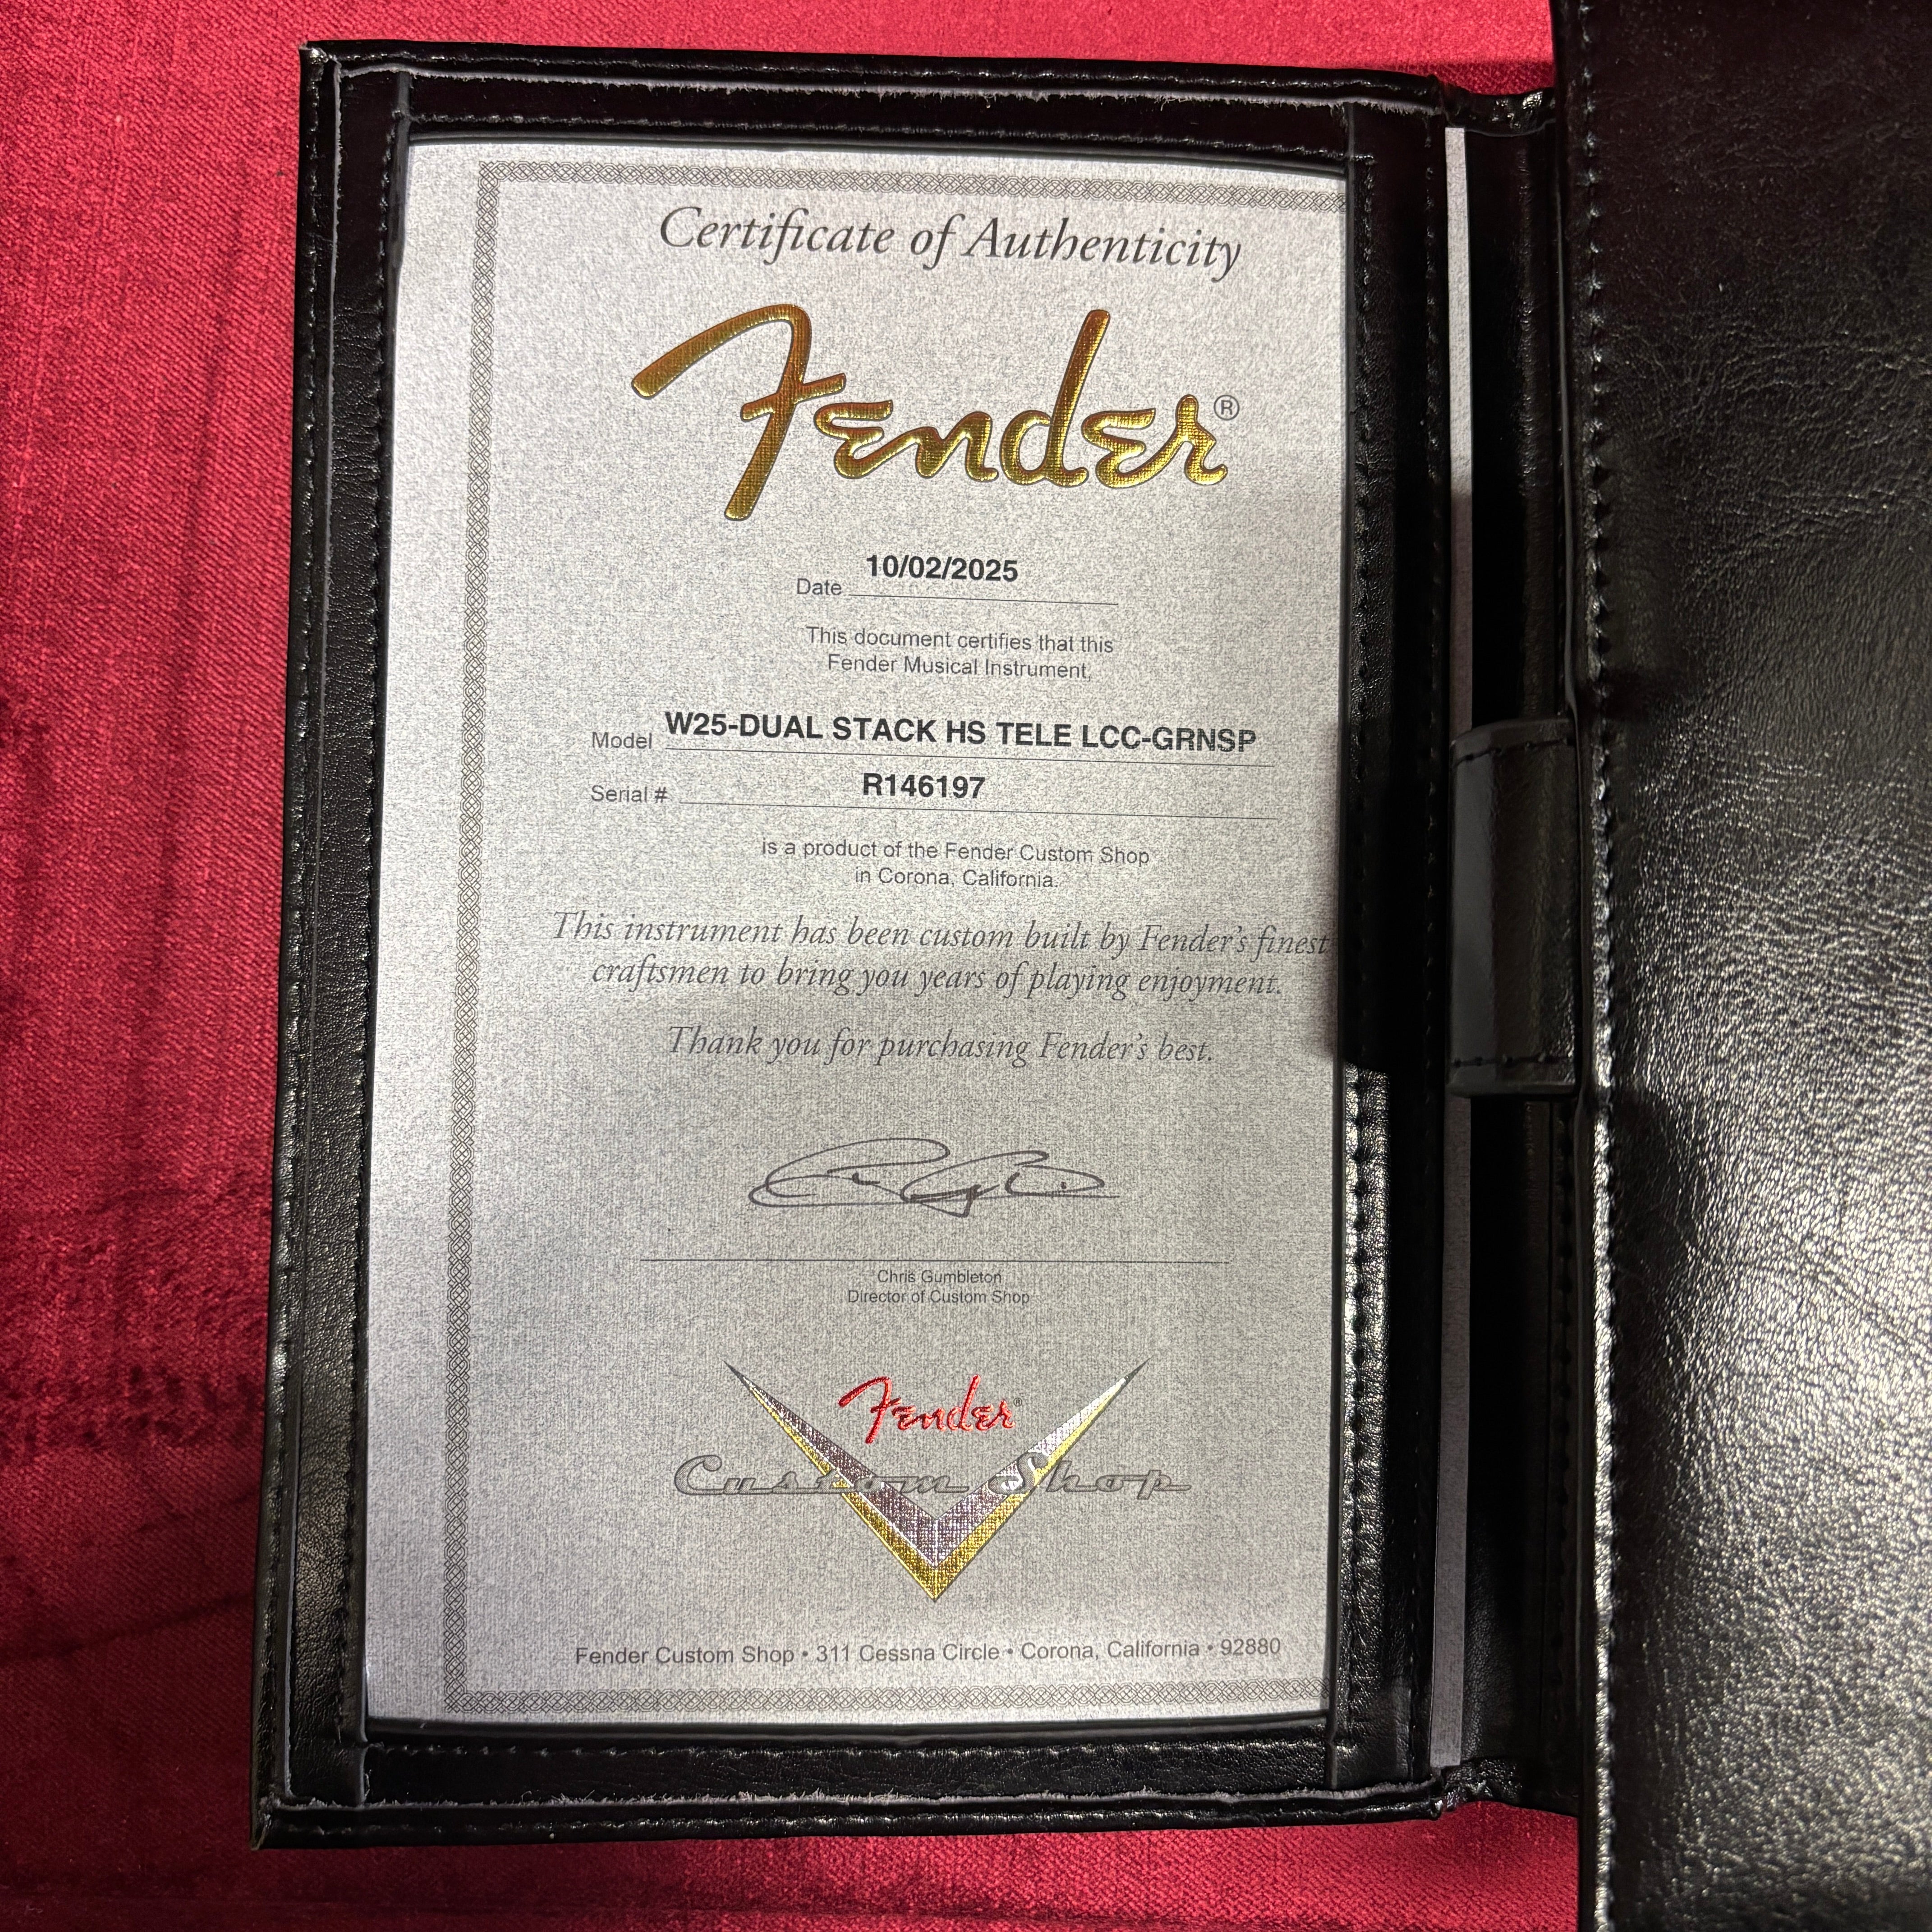 Certificate of Authenticity
Fender®
Date 10/02/2025
This document certifies that this
Fender Musical Instrument,
Model W25-DUAL STACK HS TELE LCC-GRNSP
Serial # R146197
is a product of the Fender Custom Shop
in Corona, California.
This instrument has been custom built by Fender's finest
craftsmen to bring you years of playing enjoyment.
Thank you for purchasing Fender's best.
Chris Gumbleton
Director of Custom Shop
Fender
Custom Shop
Fender Custom Shop • 311 Cessna Circle • Corona, California • 92880